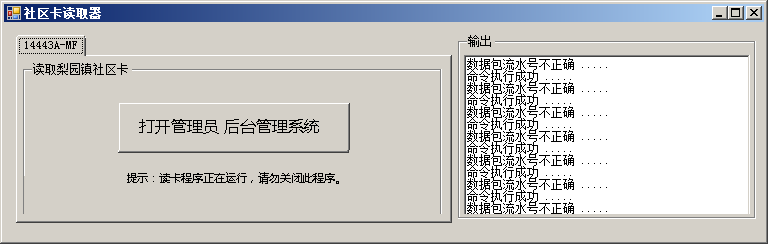 社区卡读取器
14443A-MF
读取梨园镇社区卡
打开管理员 后台管理系统
提示：读卡程序正在运行，请勿关闭此程序。
输出
数据包流水号不正确 .....
命令执行成功 .....
数据包流水号不正确 .....
命令执行成功 .....
数据包流水号不正确 .....
命令执行成功 .....
数据包流水号不正确 .....
命令执行成功 .....
数据包流水号不正确 .....
命令执行成功 .....
数据包流水号不正确 .....
命令执行成功 .....
数据包流水号不正确 .....